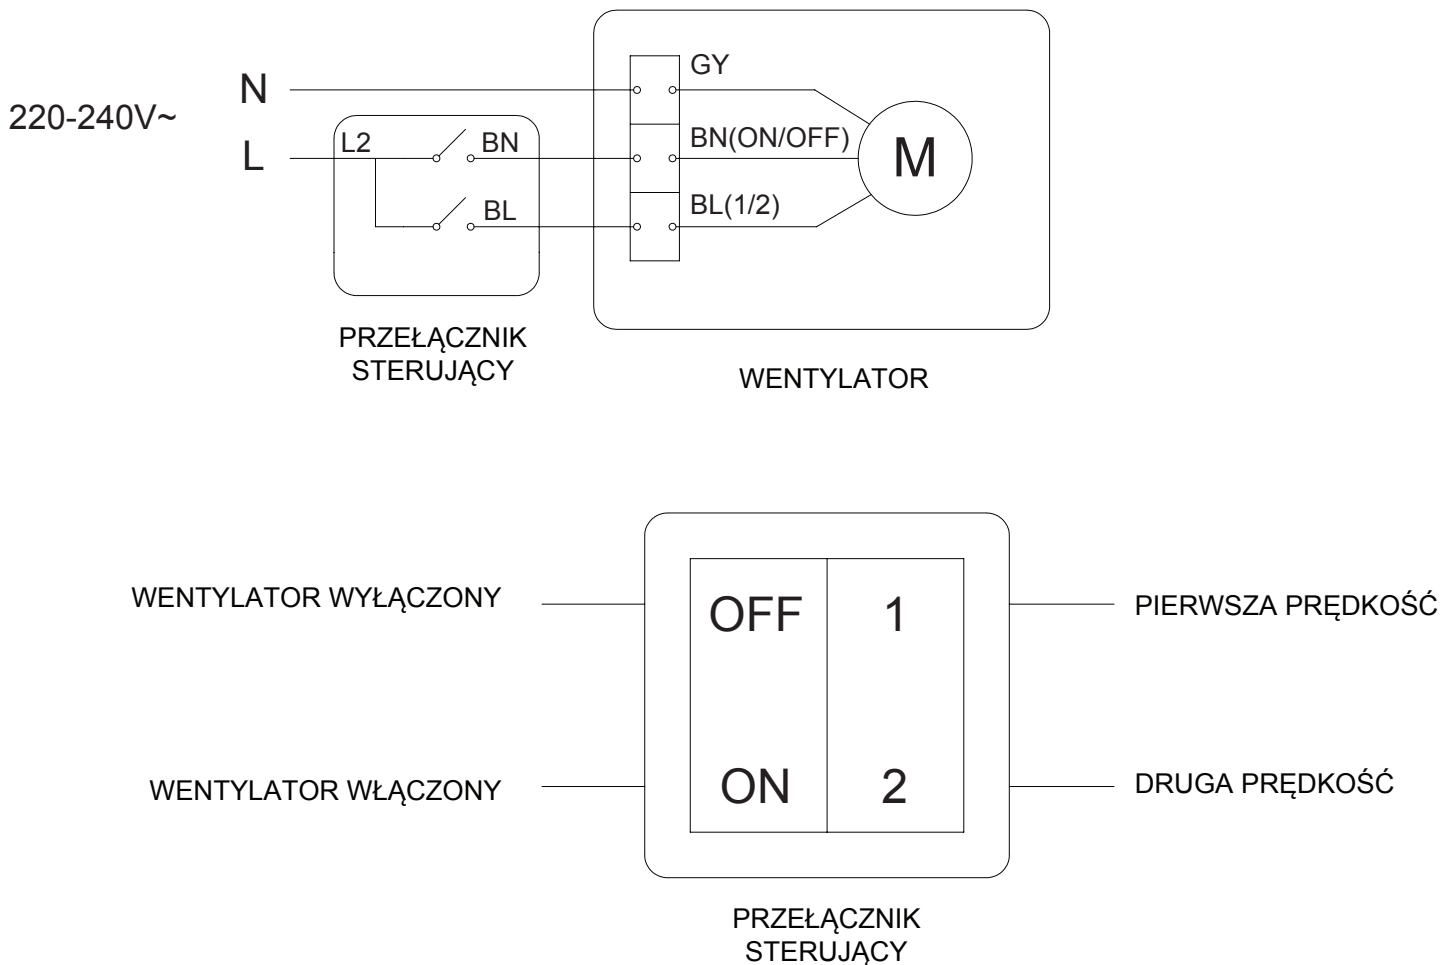 GY
N
220-240V~
L2
BN
BN(ON/OFF)
M
L
BL
BL(1/2)
PRZEŁĄCZNIK
STERUJĄCY
WENTYLATOR
WENTYLATOR WYŁĄCZONY
OFF
1
PIERWSZA PRĘDKOŚĆ
WENTYLATOR WŁĄCZONY
ON
2
DRUGA PRĘDKOŚĆ
PRZEŁĄCZNIK
STERUJĄCY